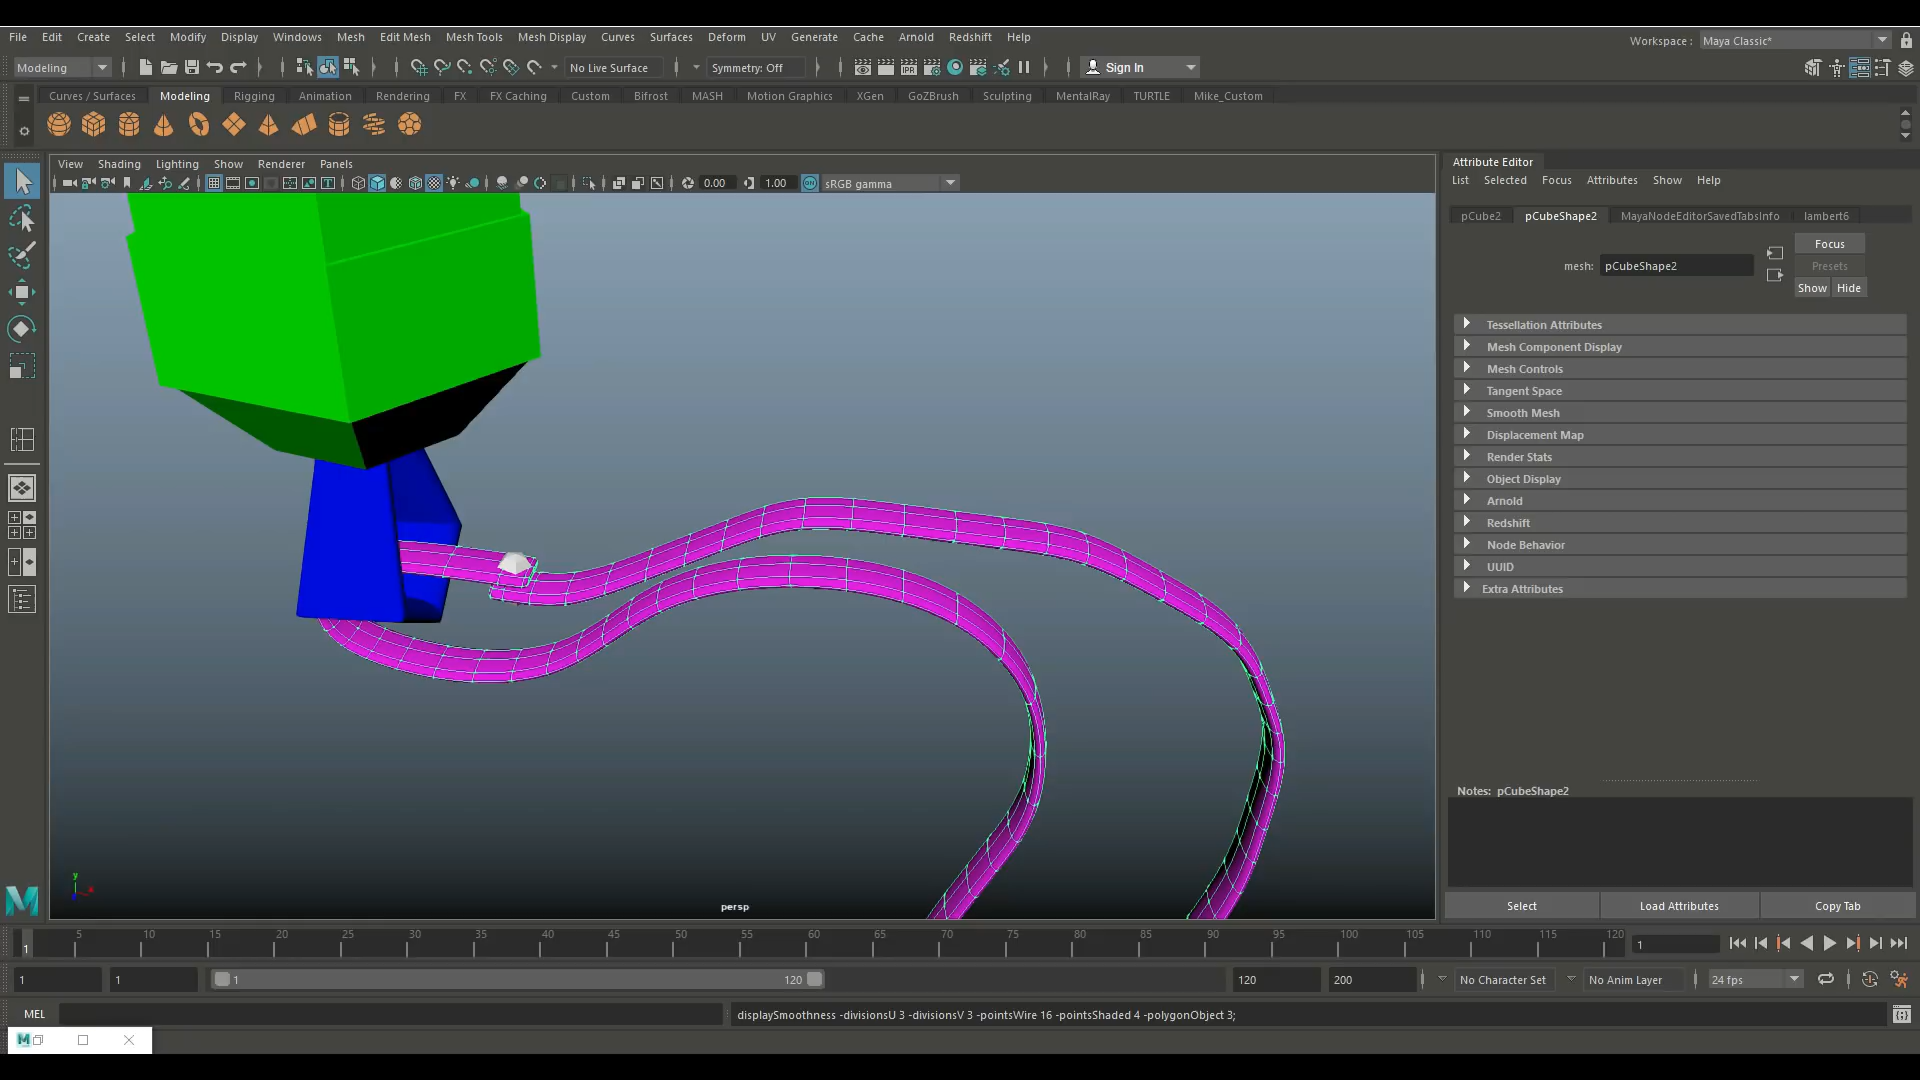 File Edit Create Select Modify Display Windows Mesh Edit Mesh Mesh Tools Mesh Display Curves Surfaces Deform UV Generate Cache Arnold Redshift Help
Workspace : Maya Classic*
Modeling No Live Surface Symmetry: Off IPR Sign In
Curves / Surfaces Modeling Rigging Animation Rendering FX FX Caching Custom Bifrost MASH Motion Graphics XGen GoZBrush Sculpting MentalRay TURTLE Mike_Custom
View Shading Lighting Show Renderer Panels
0.00 1.00 ON sRGB gamma
Attribute Editor
List Selected Focus Attributes Show Help
pCube2 pCubeShape2 MayaNodeEditorSavedTabsInfo lambert6
mesh: pCubeShape2
Focus
Presets
Show Hide
Tessellation Attributes
Mesh Component Display
Mesh Controls
Tangent Space
Smooth Mesh
Displacement Map
Render Stats
Object Display
Arnold
Redshift
Node Behavior
UUID
Extra Attributes
Notes: pCubeShape2
Select Load Attributes Copy Tab
y
x
persp
5 10 15 20 25 30 35 40 45 50 55 60 65 70 75 80 85 90 95 100 105 110 115 120
1 1
1 1 1 120 120 200 No Character Set No Anim Layer 24 fps
MEL displaySmoothness -divisionsU 3 -divisionsV 3 -pointsWire 16 -pointsShaded 4 -polygonObject 3;
M